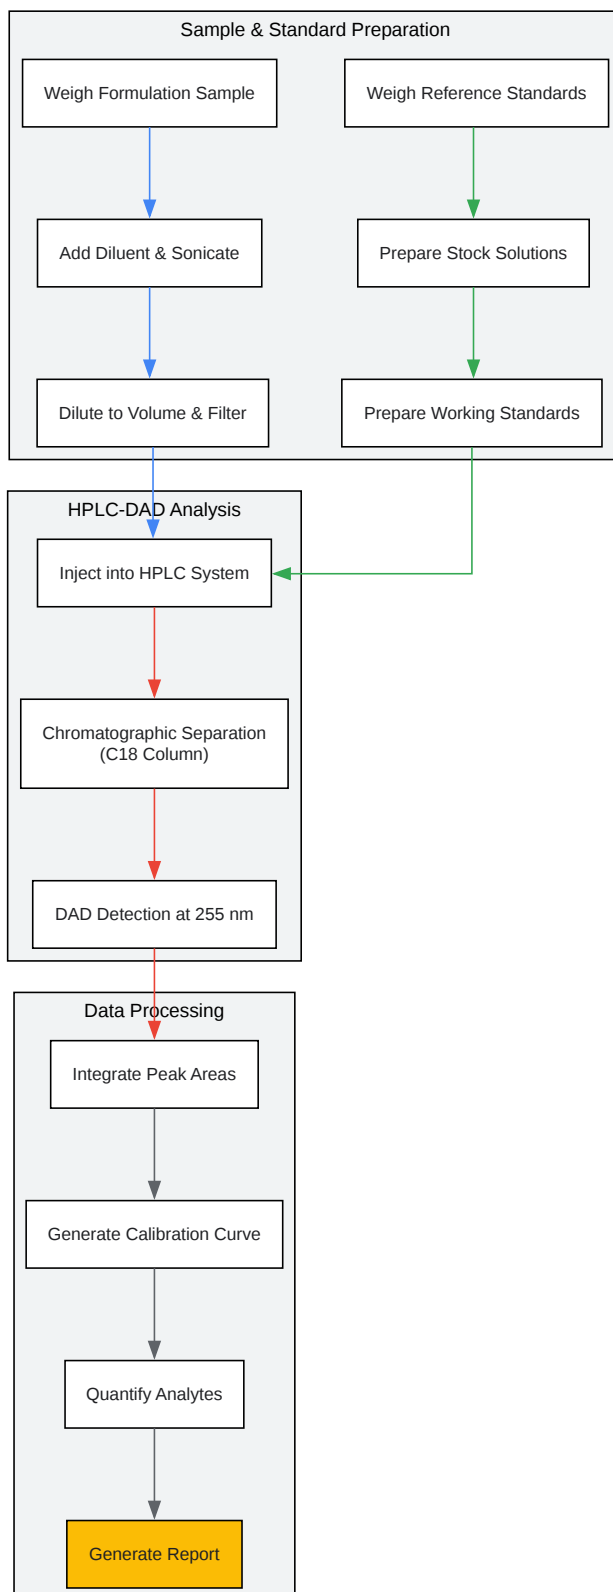 Sample & Standard Preparation
Weigh Formulation Sample
Weigh Reference Standards
Add Diluent & Sonicate
Prepare Stock Solutions
Dilute to Volume & Filter
Prepare Working Standards
HPLC-DAD Analysis
Inject into HPLC System
Chromatographic Separation
(C18 Column)
DAD Detection at 255 nm
Data Processing
Integrate Peak Areas
Generate Calibration Curve
Quantify Analytes
Generate Report